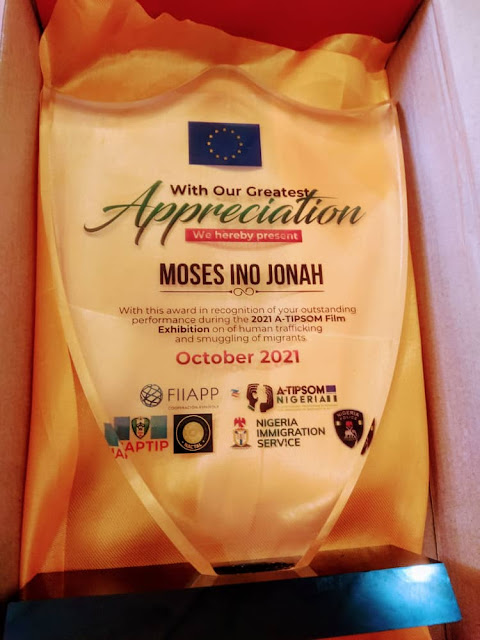 With Our Greatest
Appreciation
We hereby present
MOSES INO JONAH
With this award in recognition of your outstanding
performance during the 2021 A-TIPSOM Film
Exhibition on of human trafficking
and smuggling of migrants
October 2021
FIIAPP
A-TIPSOM
NIGERIA
NAPTIP
NIGERIA
IMMIGRATION
SERVICE
NIGERIA